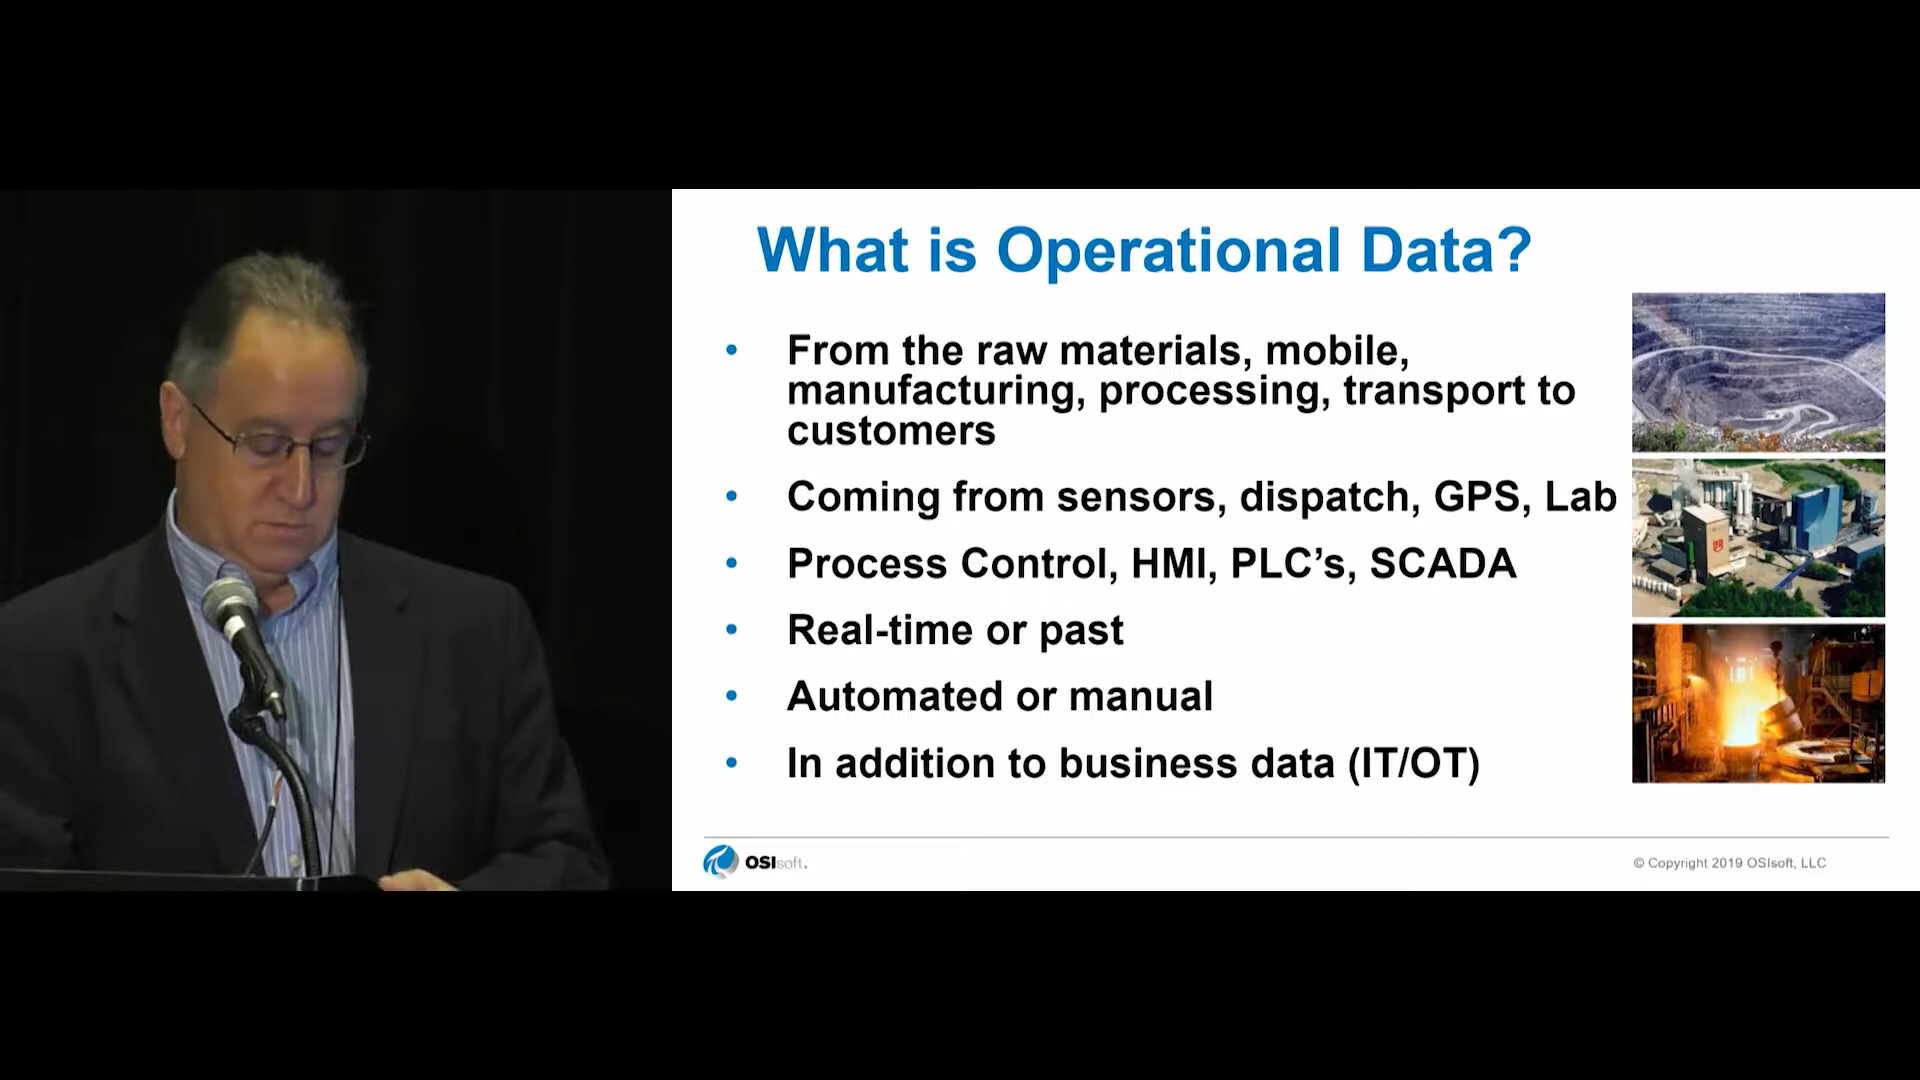 What is Operational Data?
• From the raw materials, mobile,
manufacturing, processing, transport to
customers
• Coming from sensors, dispatch, GPS, Lab
• Process Control, HMI, PLC’s, SCADA
• Real-time or past
• Automated or manual
• In addition to business data (IT/OT)
OSIsoft.
© Copyright 2019 OSIsoft, LLC